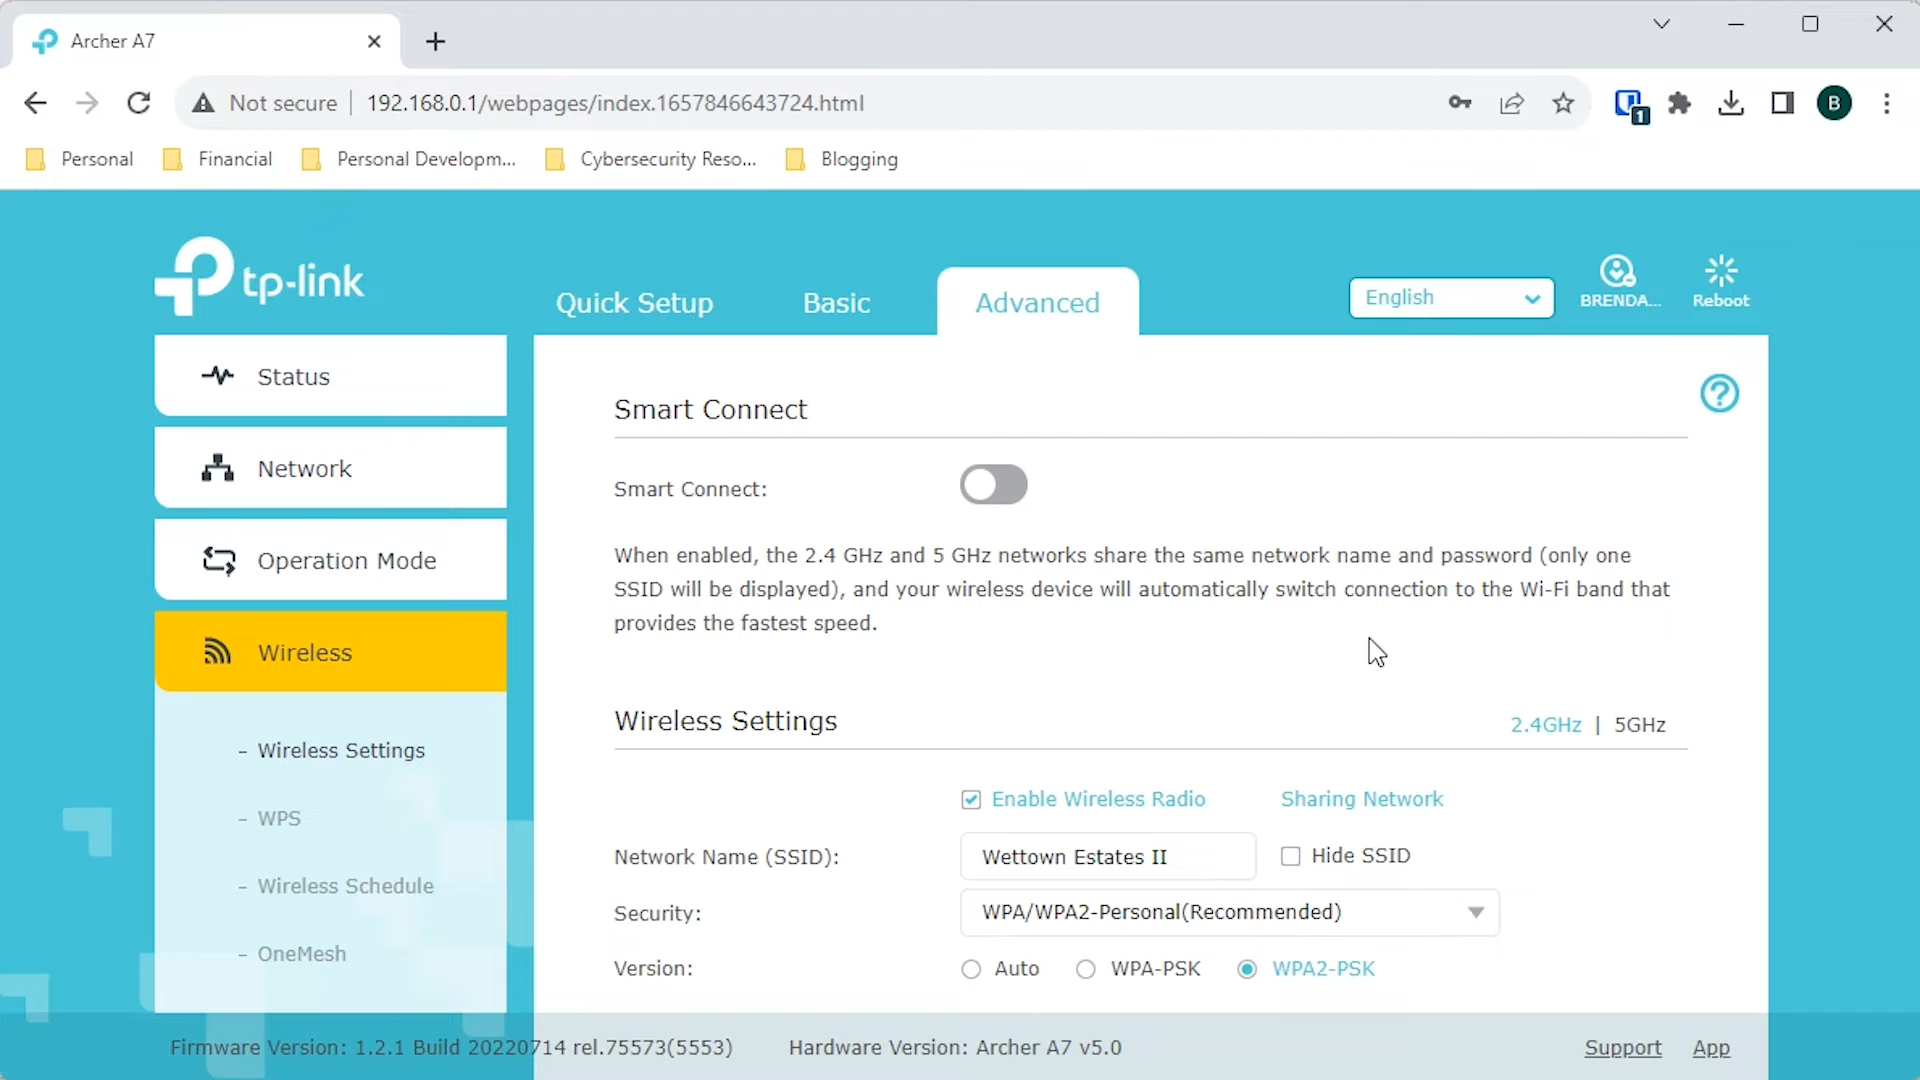 Archer A7
Not secure 192.168.0.1/webpages/index.1657846643724.html
1
B
Personal Financial Personal Developm... Cybersecurity Reso... Blogging
tp-link
Quick Setup Basic Advanced
English
BRENDA...
Reboot
Status
Network
Operation Mode
Wireless
- Wireless Settings
- WPS
- Wireless Schedule
- OneMesh
Smart Connect
?
Smart Connect:
When enabled, the 2.4 GHz and 5 GHz networks share the same network name and password (only one
SSID will be displayed), and your wireless device will automatically switch connection to the Wi-Fi band that
provides the fastest speed.
Wireless Settings 2.4GHz | 5GHz
Enable Wireless Radio Sharing Network
Network Name (SSID): Wettown Estates II Hide SSID
Security: WPA/WPA2-Personal(Recommended)
Version: Auto WPA-PSK WPA2-PSK
Firmware Version: 1.2.1 Build 20220714 rel.75573(5553) Hardware Version: Archer A7 v5.0 Support App